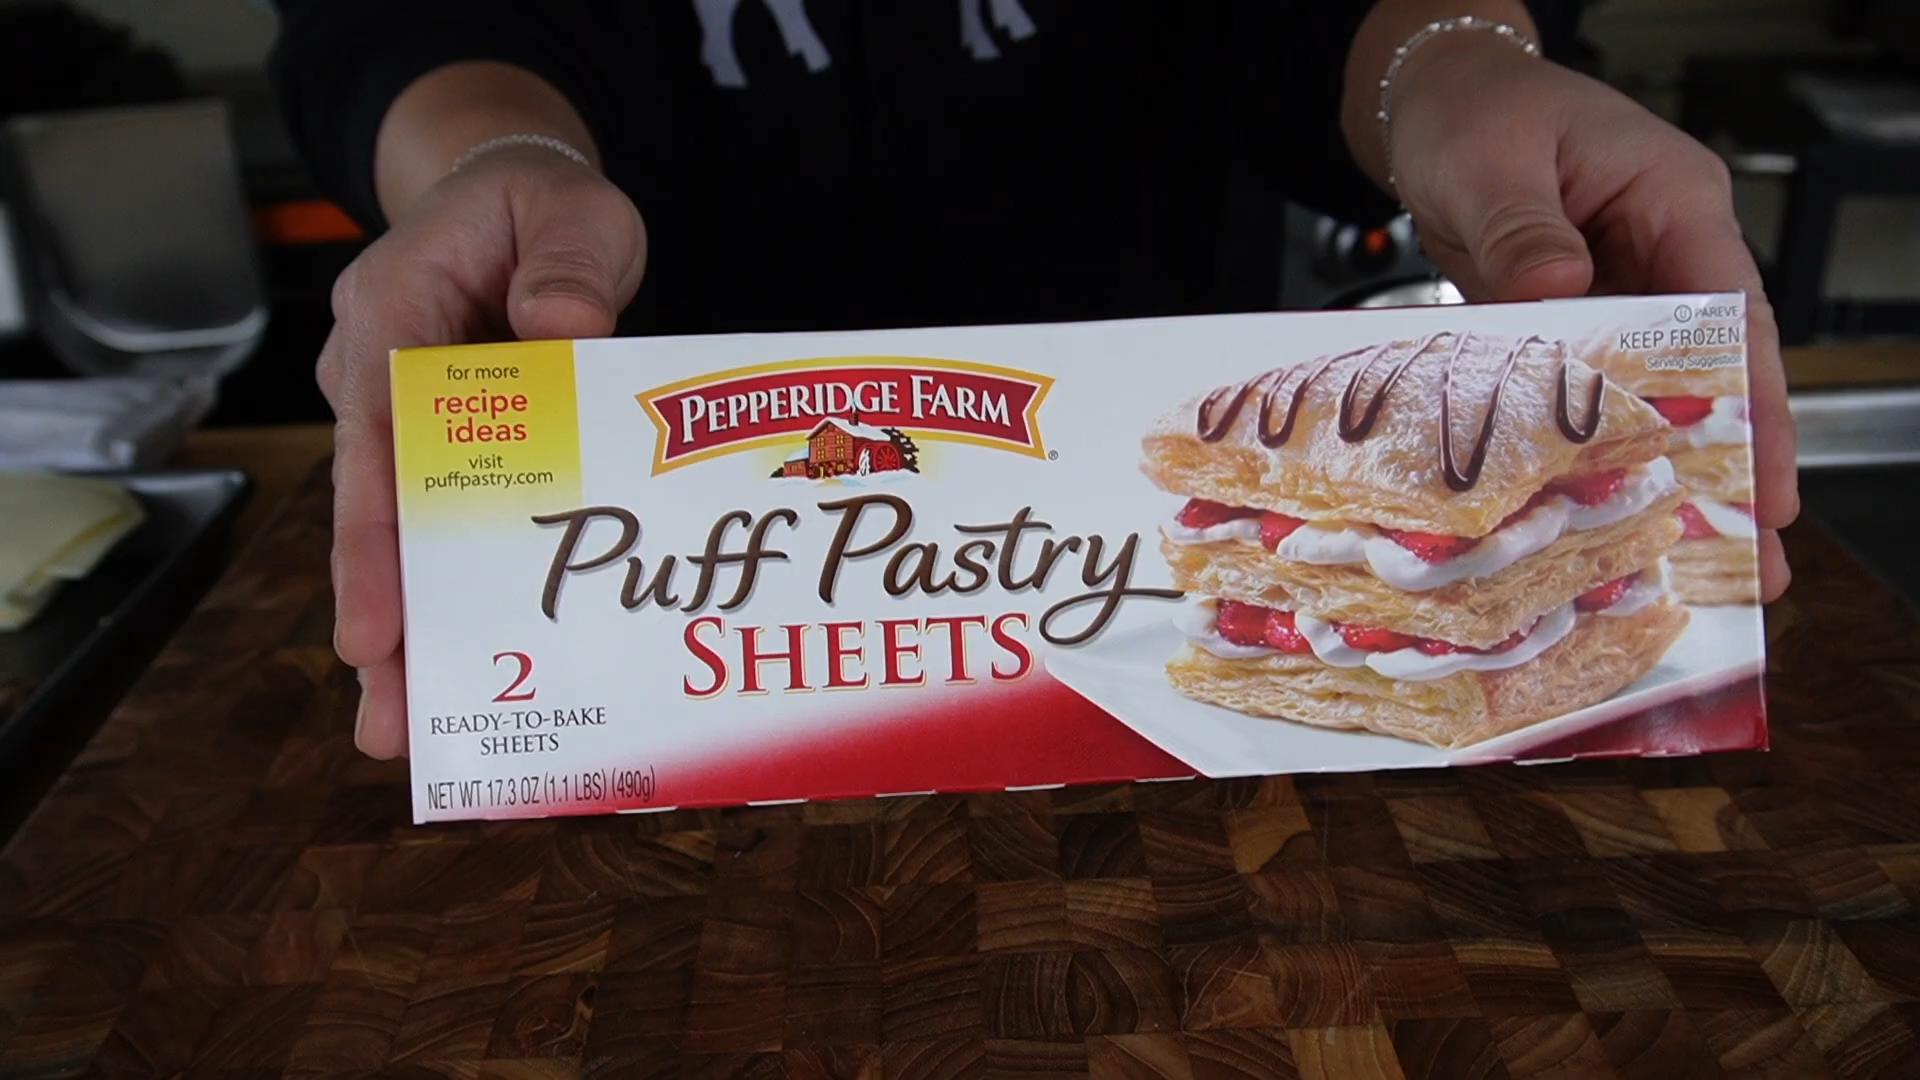 for more
recipe
ideas
visit
puffpastry.com
PEPPERIDGE FARM®
Puff Pastry
SHEETS
2
READY-TO-BAKE
SHEETS
NET WT 17.3 OZ (1.1 LBS) (490g)
Ⓤ PAREVE
KEEP FROZEN
Serving Suggestion